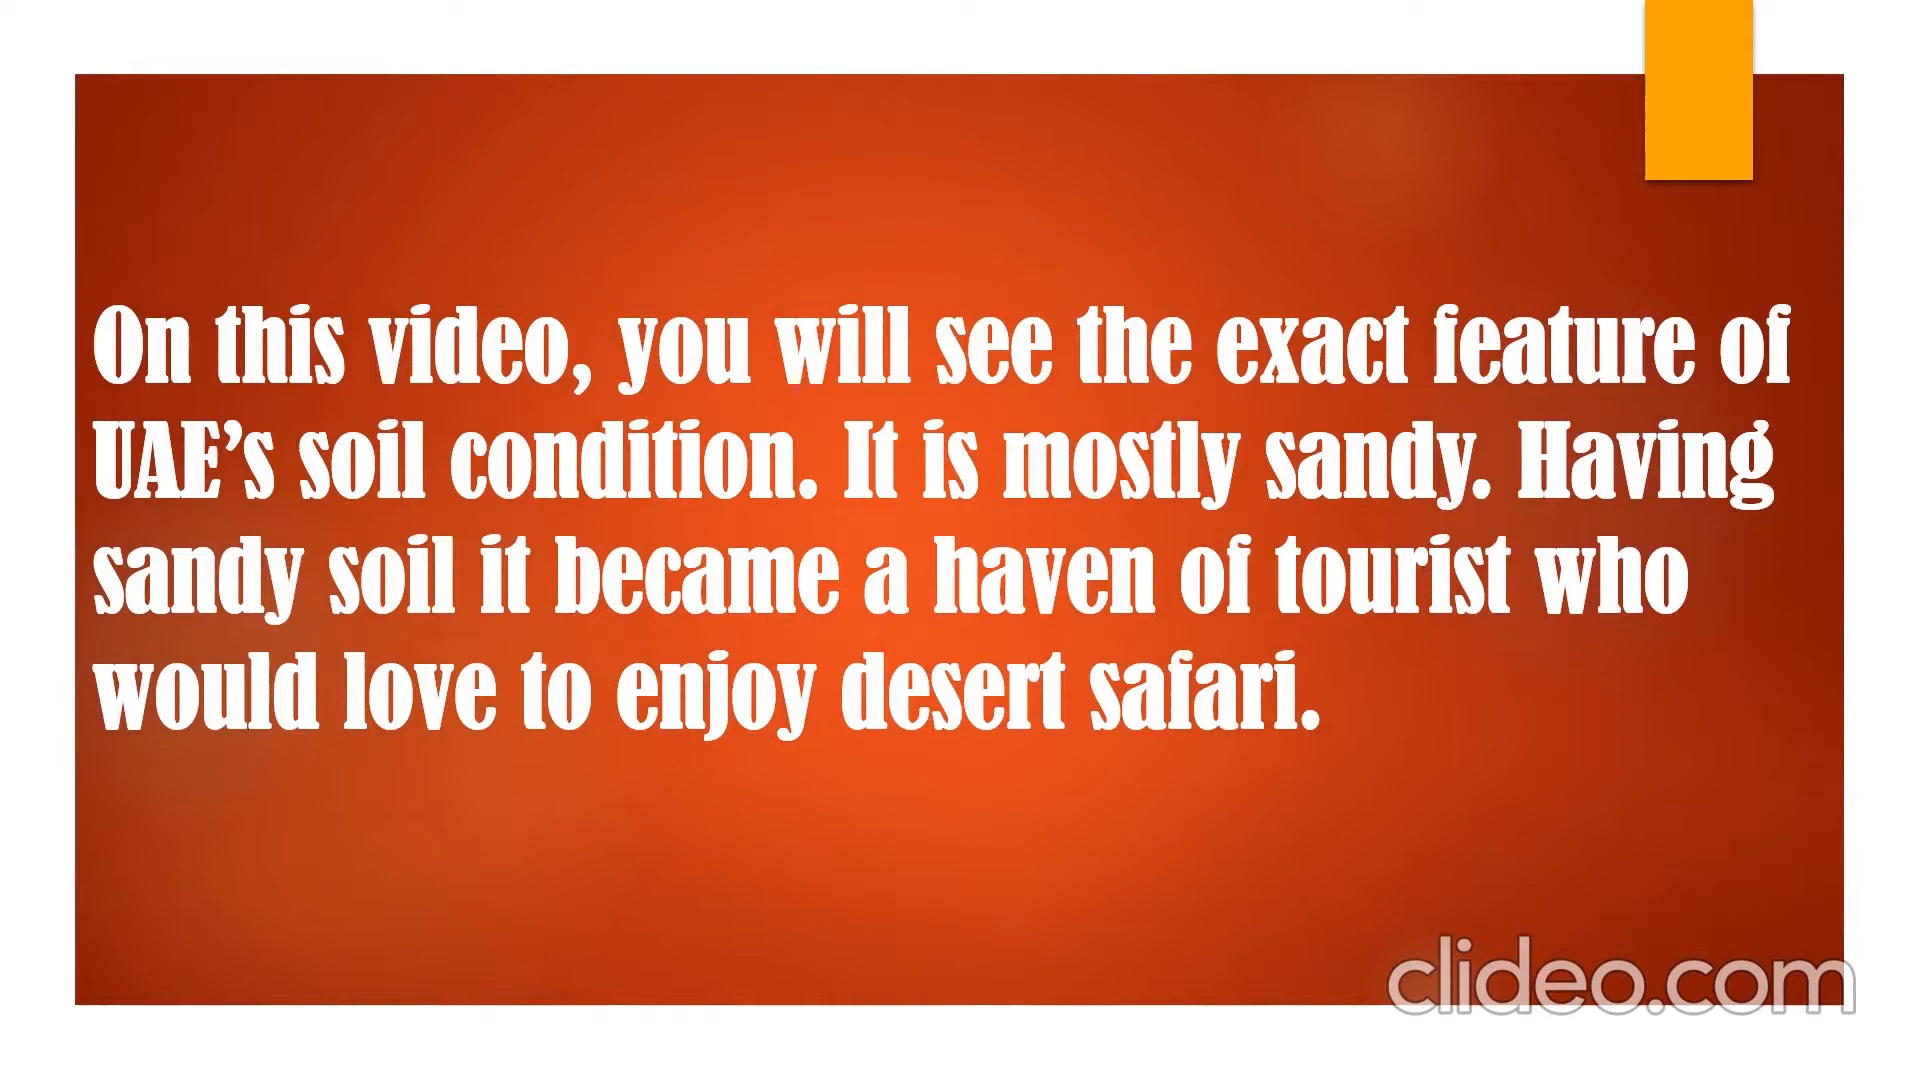 On this video, you will see the exact feature of
UAE’s soil condition. It is mostly sandy. Having
sandy soil it became a haven of tourist who
would love to enjoy desert safari.
clideo.com